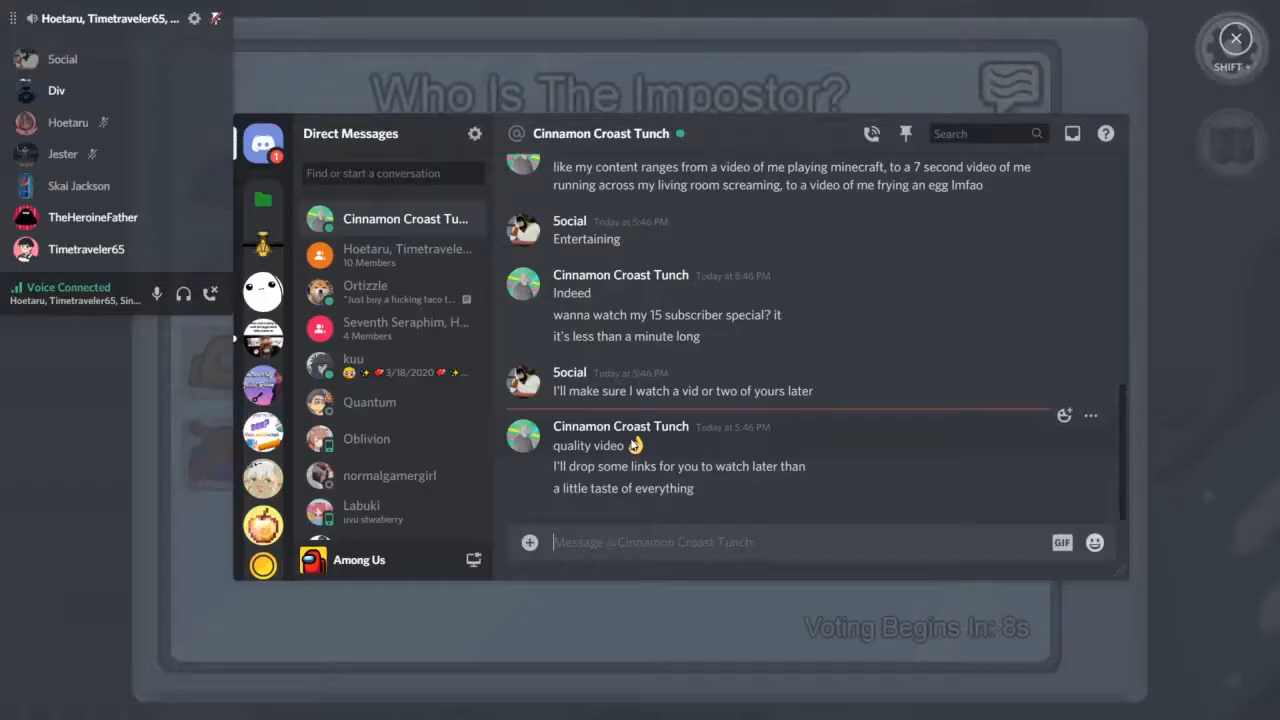 Hoetaru, Timetraveler65, ...
5ocial
Div
Hoetaru
Jester
Skai Jackson
TheHeroineFather
Timetraveler65
Voice Connected
Hoetaru, Timetraveler65, Sin...
Who Is The Impostor?
SHIFT +
1
Direct Messages
Find or start a conversation
Cinnamon Croast Tu...
Hoetaru, Timetravele...
10 Members
Ortizzle
"Just buy a fucking taco t...
Seventh Seraphim, H...
4 Members
kuu
🥺 ✨ ❤️ 3/18/2020 ❤️ ✨ ...
Quantum
Oblivion
normalgamergirl
Labuki
uvu stwaberry
Among Us
@ Cinnamon Croast Tunch
Search
like my content ranges from a video of me playing minecraft, to a 7 second video of me
running across my living room screaming, to a video of me frying an egg lmfao
5ocial Today at 5:46 PM
Entertaining
Cinnamon Croast Tunch Today at 5:46 PM
Indeed
wanna watch my 15 subscriber special? it
it's less than a minute long
5ocial Today at 5:46 PM
I'll make sure I watch a vid or two of yours later
Cinnamon Croast Tunch Today at 5:46 PM
quality video 👌
I'll drop some links for you to watch later than
a little taste of everything
Message @Cinnamon Croast Tunch
GIF
Voting Begins In: 8s